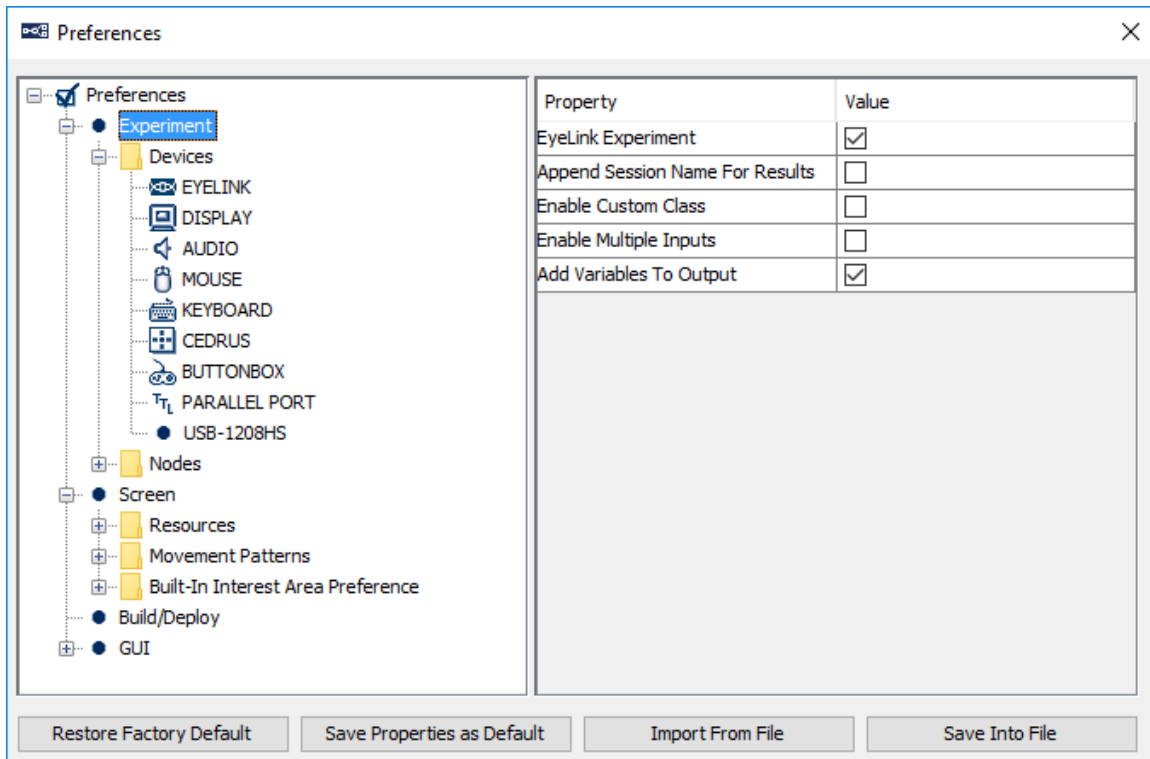 Preferences
Preferences
Experiment
Devices
EYELINK
DISPLAY
AUDIO
MOUSE
KEYBOARD
CEDRUS
BUTTONBOX
TTL PARALLEL PORT
USB-1208HS
Nodes
Screen
Resources
Movement Patterns
Built-In Interest Area Preference
Build/Deploy
GUI
Property Value
EyeLink Experiment
Append Session Name For Results
Enable Custom Class
Enable Multiple Inputs
Add Variables To Output
Restore Factory Default Save Properties as Default Import From File Save Into File